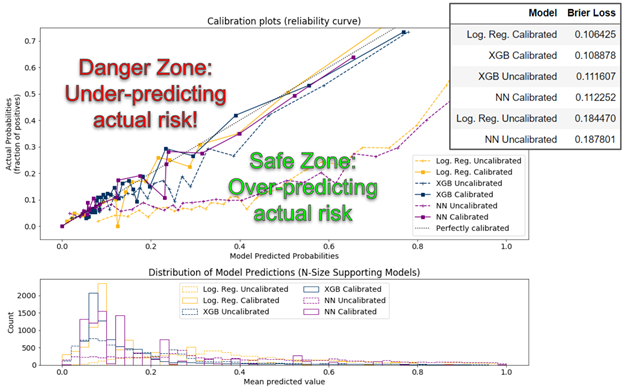 Calibration plots (reliability curve)
Model Brier Loss
Log. Reg. Calibrated 0.106425
XGB Calibrated 0.108878
XGB Uncalibrated 0.111607
NN Calibrated 0.112252
Log. Reg. Uncalibrated 0.184470
NN Uncalibrated 0.187801
Actual Probabilities
(fraction of positives)
0.7
0.6
0.5
0.4
0.3
0.2
0.1
0.0
Danger Zone:
Under-predicting
actual risk!
Safe Zone:
Over-predicting
actual risk
Log. Reg. Uncalibrated
Log. Reg. Calibrated
XGB Uncalibrated
XGB Calibrated
NN Uncalibrated
NN Calibrated
Perfectly calibrated
0.0 0.2 0.4 0.6 0.8 1.0
Model Predicted Probabilities
Distribution of Model Predictions (N-Size Supporting Models)
Count
2000
1500
1000
500
0
Log. Reg. Uncalibrated
Log. Reg. Calibrated
XGB Uncalibrated
XGB Calibrated
NN Uncalibrated
NN Calibrated
0.0 0.2 0.4 0.6 0.8 1.0
Mean predicted value